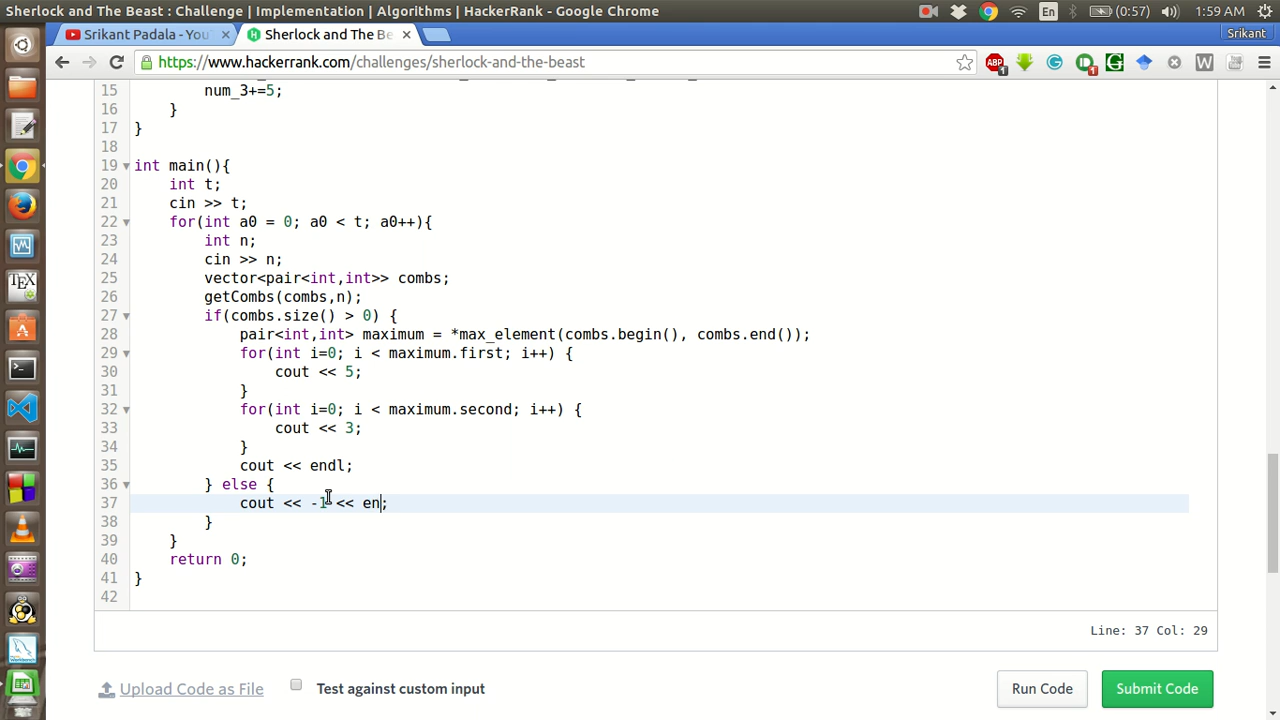 Sherlock and The Beast : Challenge | Implementation | Algorithms | HackerRank - Google Chrome
En
(0:57)
1:59 AM
Srikant Padala - You
Sherlock and The Be
Srikant
https://www.hackerrank.com/challenges/sherlock-and-the-beast
15 num_3+=5;
16 }
17 }
18
19 int main(){
20 int t;
21 cin >> t;
22 for(int a0 = 0; a0 < t; a0++){
23 int n;
24 cin >> n;
25 vector<pair<int,int>> combs;
26 getCombs(combs,n);
27 if(combs.size() > 0) {
28 pair<int,int> maximum = *max_element(combs.begin(), combs.end());
29 for(int i=0; i < maximum.first; i++) {
30 cout << 5;
31 }
32 for(int i=0; i < maximum.second; i++) {
33 cout << 3;
34 }
35 cout << endl;
36 } else {
37 cout << -1 << en;
38 }
39 }
40 return 0;
41 }
42
Line: 37 Col: 29
Upload Code as File
Test against custom input
Run Code
Submit Code